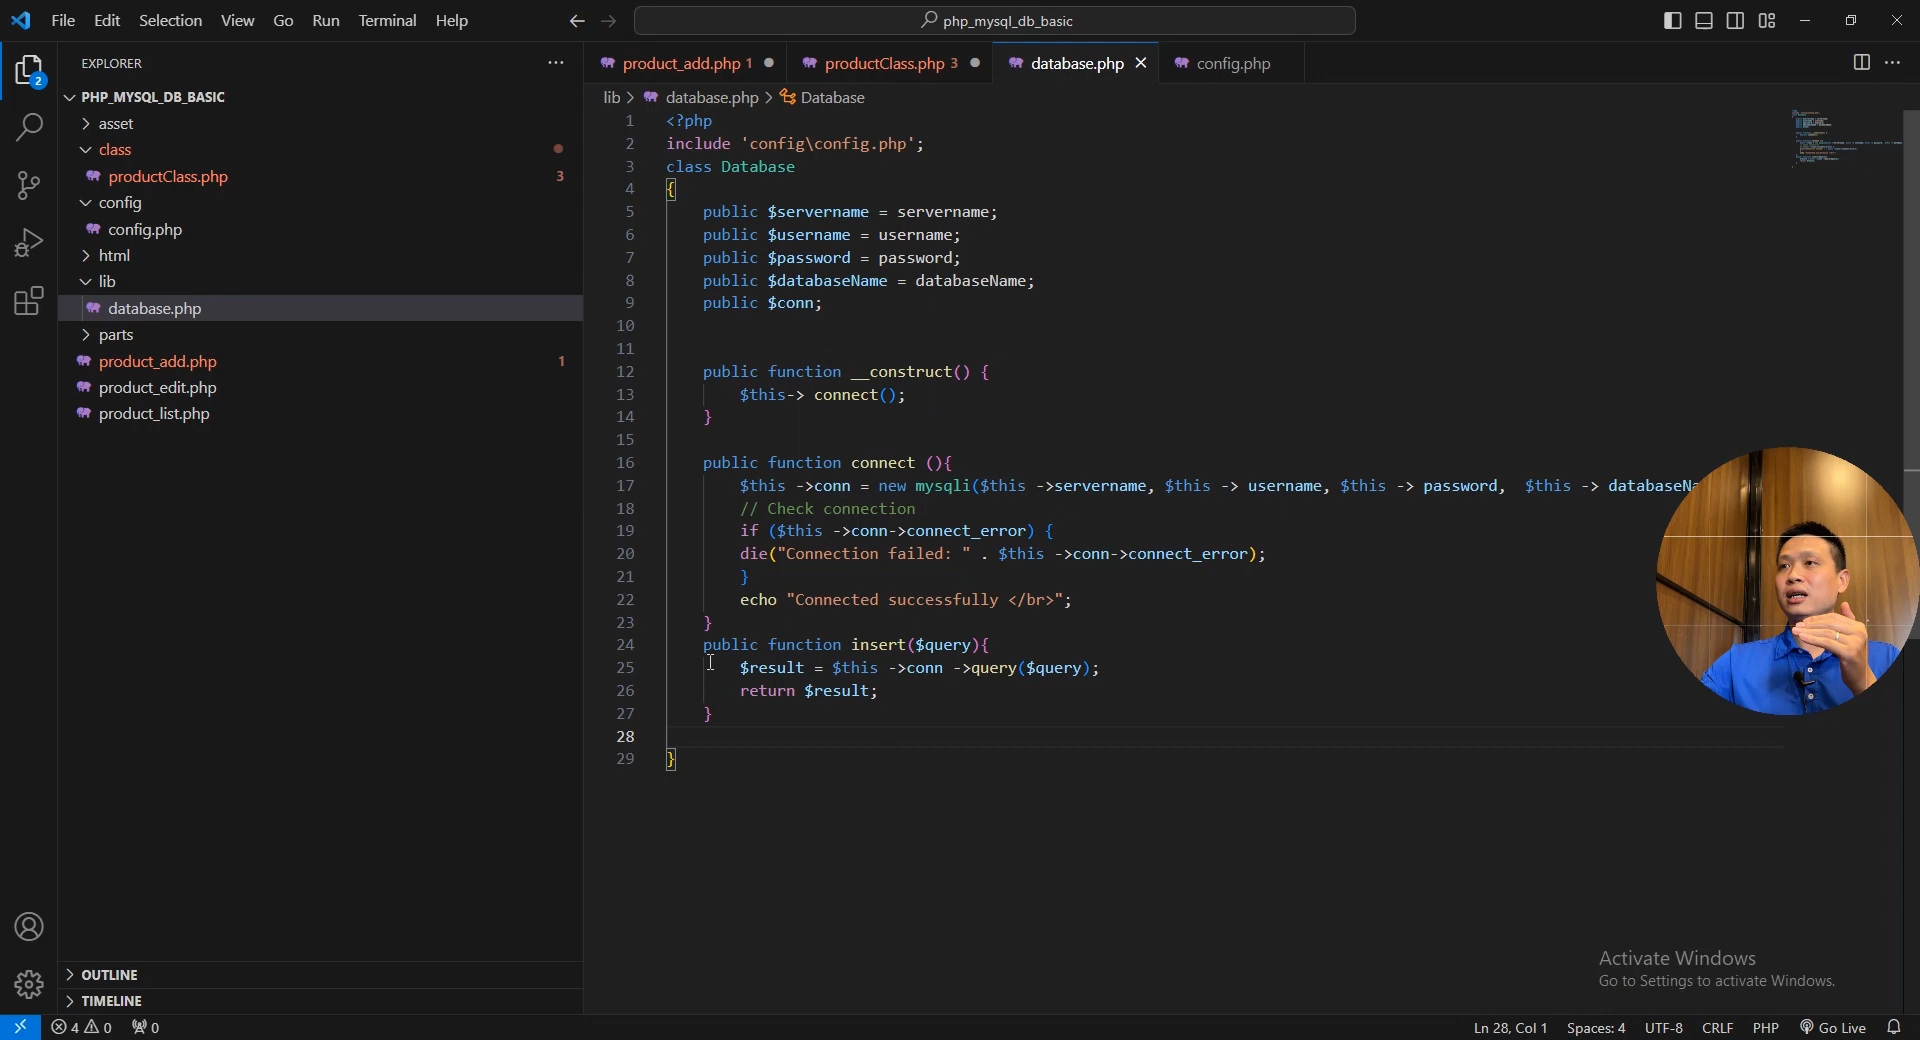 File Edit Selection View Go Run Terminal Help
php_mysql_db_basic
EXPLORER
2
PHP_MYSQL_DB_BASIC
asset
class
productClass.php 3
config
config.php
html
lib
database.php
parts
product_add.php 1
product_edit.php
product_list.php
OUTLINE
TIMELINE
product_add.php 1 productClass.php 3 database.php config.php
lib > database.php > Database
1 <?php
2 include 'config\config.php';
3 class Database
4 {
5 public $servername = servername;
6 public $username = username;
7 public $password = password;
8 public $databaseName = databaseName;
9 public $conn;
10
11
12 public function __construct() {
13 $this-> connect();
14 }
15
16 public function connect (){
17 $this ->conn = new mysqli($this ->servername, $this -> username, $this -> password, $this -> databaseNa
18 // Check connection
19 if ($this ->conn->connect_error) {
20 die("Connection failed: " . $this ->conn->connect_error);
21 }
22 echo "Connected successfully </br>";
23 }
24 public function insert($query){
25 $result = $this ->conn ->query($query);
26 return $result;
27 }
28
29 }
Activate Windows
Go to Settings to activate Windows.
4 0 0
Ln 28, Col 1 Spaces: 4 UTF-8 CRLF PHP Go Live